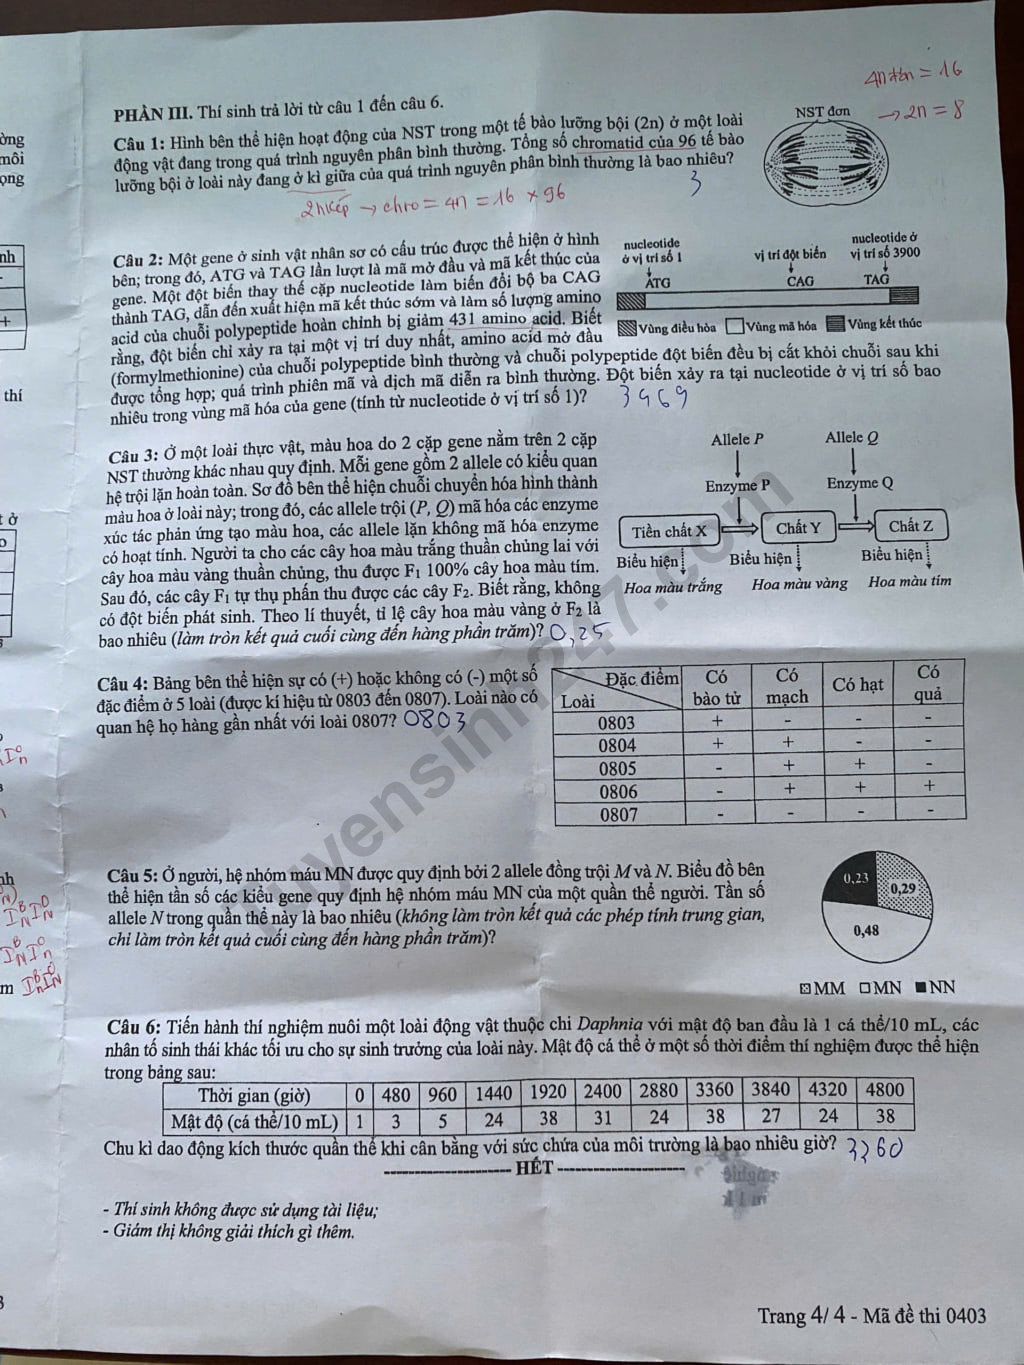 4n đơn = 16
→ 2n = 8
PHẦN III. Thí sinh trả lời từ câu 1 đến câu 6.
Câu 1: Hình bên thể hiện hoạt động của NST trong một tế bào lưỡng bội (2n) ở một loài
động vật đang trong quá trình nguyên phân bình thường. Tổng số chromatid của 96 tế bào
lưỡng bội ở loài này đang ở kì giữa của quá trình nguyên phân bình thường là bao nhiêu?
NST đơn
3
2n kép → chro = 4n = 16 × 96
Câu 2: Một gene ở sinh vật nhân sơ có cấu trúc được thể hiện ở hình
bên; trong đó, ATG và TAG lần lượt là mã mở đầu và mã kết thúc của
gene. Một đột biến thay thế cặp nucleotide làm biến đổi bộ ba CAG
thành TAG, dẫn đến xuất hiện mã kết thúc sớm và làm số lượng amino
acid của chuỗi polypeptide hoàn chỉnh bị giảm 431 amino acid. Biết
rằng, đột biến chỉ xảy ra tại một vị trí duy nhất, amino acid mở đầu
(formylmethionine) của chuỗi polypeptide bình thường và chuỗi polypeptide đột biến đều bị cắt khỏi chuỗi sau khi
được tổng hợp; quá trình phiên mã và dịch mã diễn ra bình thường. Đột biến xảy ra tại nucleotide ở vị trí số bao
nhiêu trong vùng mã hóa của gene (tính từ nucleotide ở vị trí số 1)? 3969
nucleotide ở vị trí số 1
vị trí đột biến
nucleotide ở vị trí số 3900
ATG CAG TAG
Vùng điều hòa Vùng mã hóa Vùng kết thúc
Câu 3: Ở một loài thực vật, màu hoa do 2 cặp gene nằm trên 2 cặp
NST thường khác nhau quy định. Mỗi gene gồm 2 allele có kiểu quan
hệ trội lặn hoàn toàn. Sơ đồ bên thể hiện chuỗi chuyển hóa hình thành
màu hoa ở loài này; trong đó, các allele trội (P, Q) mã hóa các enzyme
xúc tác phản ứng tạo màu hoa, các allele lặn không mã hóa enzyme
có hoạt tính. Người ta cho các cây hoa màu trắng thuần chủng lai với
cây hoa màu vàng thuần chủng, thu được F₁ 100% cây hoa màu tím.
Sau đó, các cây F₁ tự thụ phấn thu được các cây F₂. Biết rằng, không
có đột biến phát sinh. Theo lí thuyết, tỉ lệ cây hoa màu vàng ở F₂ là
bao nhiêu (làm tròn kết quả cuối cùng đến hàng phần trăm)? 0,25
Allele P Allele Q
Enzyme P Enzyme Q
Tiền chất X Chất Y Chất Z
Biểu hiện Biểu hiện Biểu hiện
Hoa màu trắng Hoa màu vàng Hoa màu tím
Câu 4: Bảng bên thể hiện sự có (+) hoặc không có (-) một số
đặc điểm ở 5 loài (được kí hiệu từ 0803 đến 0807). Loài nào có
quan hệ họ hàng gần nhất với loài 0807? 0803
Đặc điểm Loài Có bào tử Có mạch Có hạt Có quả
0803 + - - -
0804 + + - -
0805 - + + -
0806 - + + +
0807 - - - -
Câu 5: Ở người, hệ nhóm máu MN được quy định bởi 2 allele đồng trội M và N. Biểu đồ bên
thể hiện tần số các kiểu gene quy định hệ nhóm máu MN của một quần thể người. Tần số
allele N trong quần thể này là bao nhiêu (không làm tròn kết quả các phép tính trung gian,
chỉ làm tròn kết quả cuối cùng đến hàng phần trăm)?
0,23 0,29
0,48
MM MN NN
Câu 6: Tiến hành thí nghiệm nuôi một loài động vật thuộc chi Daphnia với mật độ ban đầu là 1 cá thể/10 mL, các
nhân tố sinh thái khác tối ưu cho sự sinh trưởng của loài này. Mật độ cá thể ở một số thời điểm thí nghiệm được thể hiện
trong bảng sau:
Thời gian (giờ) 0 480 960 1440 1920 2400 2880 3360 3840 4320 4800
Mật độ (cá thể/10 mL) 1 3 5 24 38 31 24 38 27 24 38
Chu kì dao động kích thước quần thể khi cân bằng với sức chứa của môi trường là bao nhiêu giờ? 3360
---------------------- HẾT ----------------------
- Thí sinh không được sử dụng tài liệu;
- Giám thị không giải thích gì thêm.
Trang 4/ 4 - Mã đề thi 0403
tuyensinh247.com